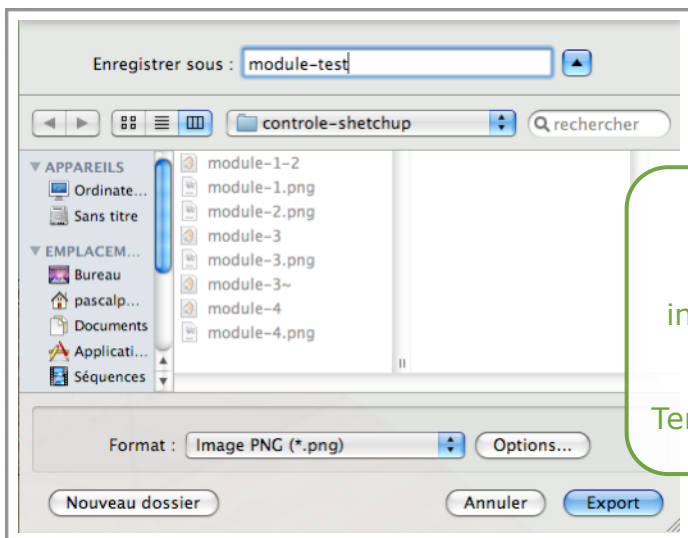 Enregistrer sous : module-test
controle-shetchup rechercher
APPAREILS
Ordinate...
Sans titre
EMPLACEM...
Bureau
pascalp...
Documents
Applicati...
Séquences
module-1-2
module-1.png
module-2.png
module-3
module-3.png
module-3~
module-4
module-4.png
Format : Image PNG (*.png) Options...
Nouveau dossier Annuler Export